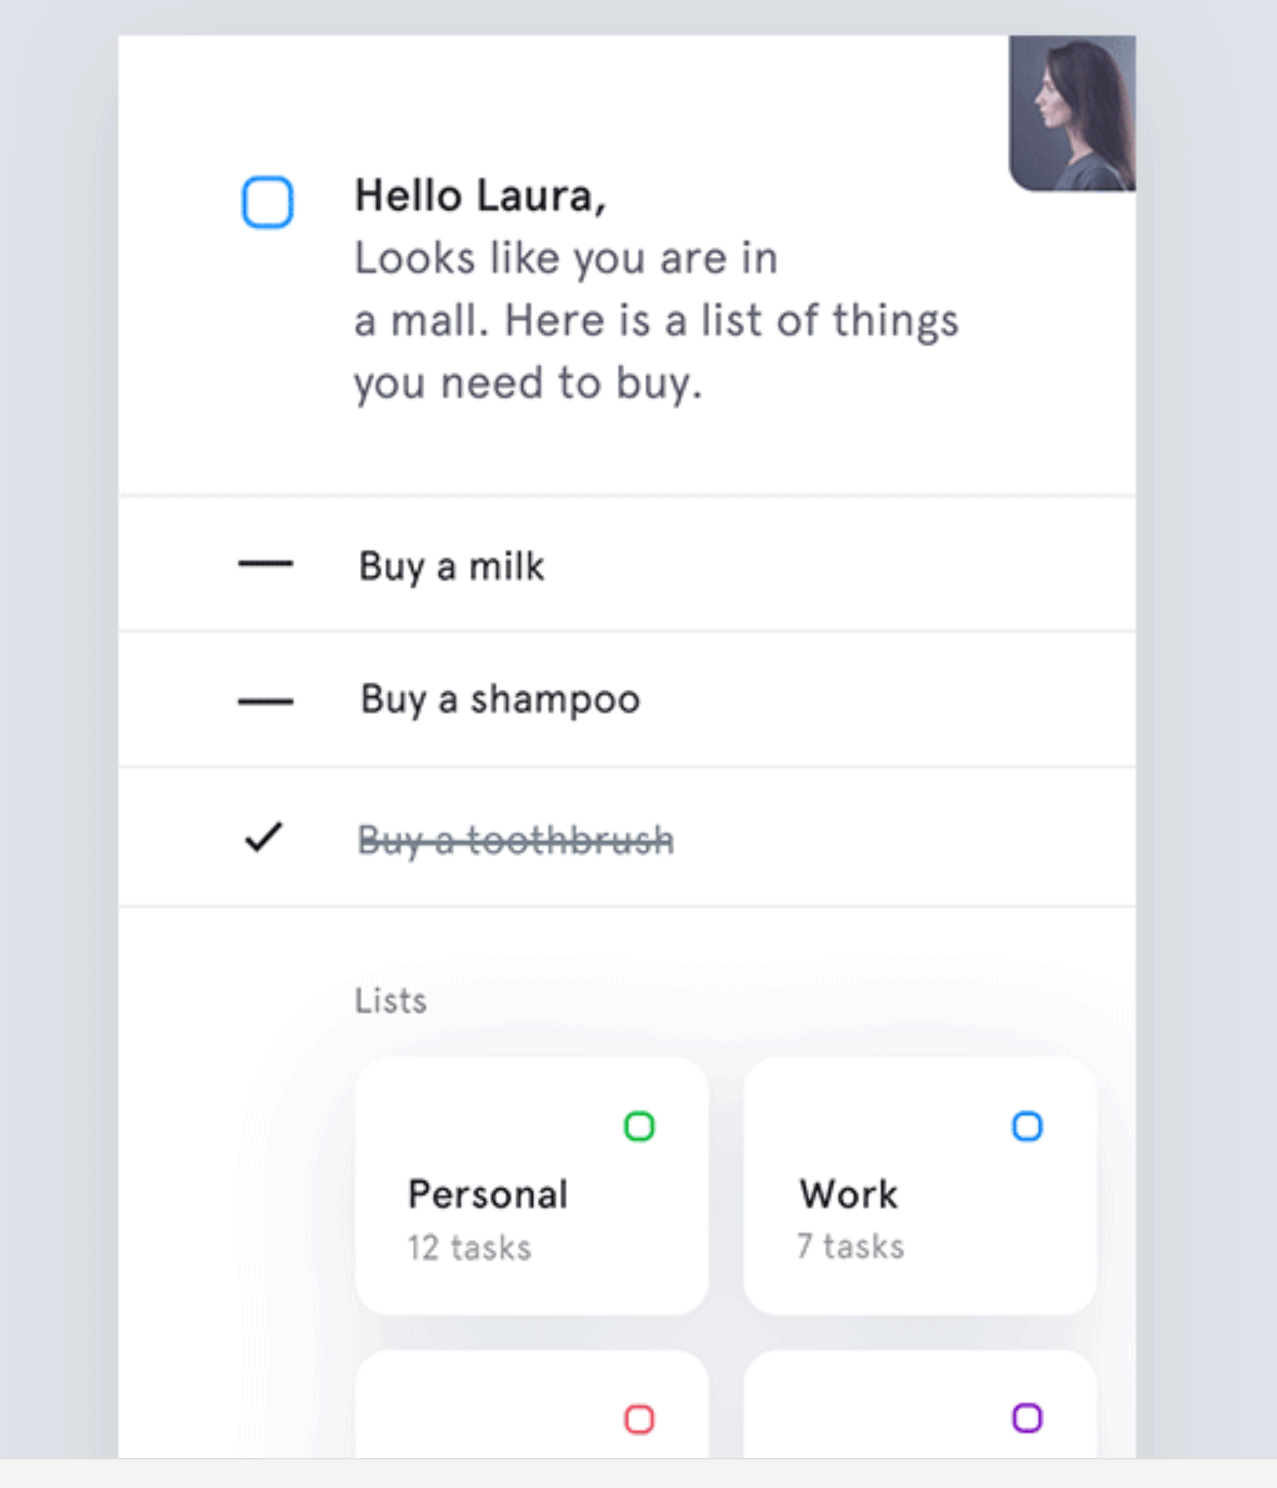 Hello Laura,
Looks like you are in
a mall. Here is a list of things
you need to buy.
Buy a milk
Buy a shampoo
Buy a toothbrush
Lists
Personal
12 tasks
Work
7 tasks